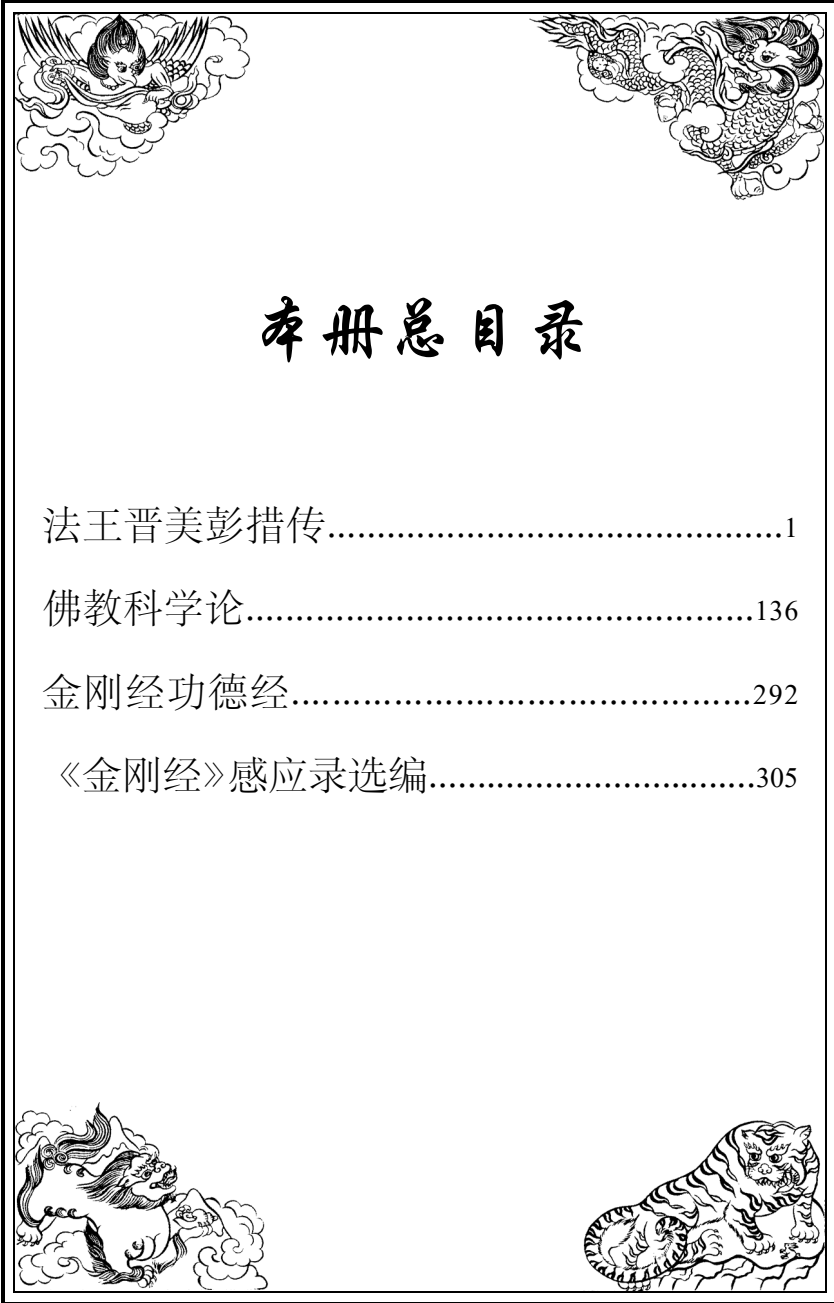 本册总目录
法王晋美彭措传..............................................1
佛教科学论...................................................136
金刚经功德经..............................................292
《金刚经》感应录选编.................................305